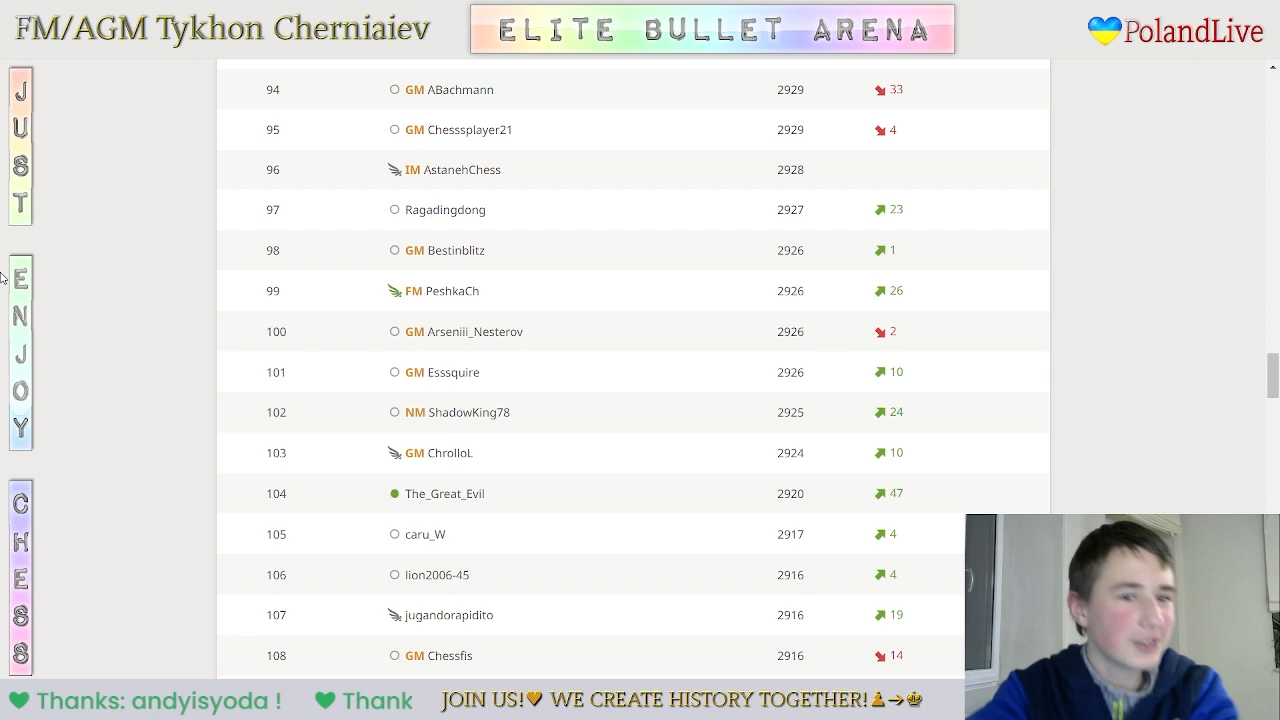 FM/AGM Tykhon Cherniaiev
ELITE BULLET ARENA
PolandLive
JUST
ENJOY
CHESS
94 GM ABachmann 2929 33
95 GM Chesssplayer21 2929 4
96 IM AstanehChess 2928
97 Ragadingdong 2927 23
98 GM Bestinblitz 2926 1
99 FM PeshkaCh 2926 26
100 GM Arseniii_Nesterov 2926 2
101 GM Esssquire 2926 10
102 NM ShadowKing78 2925 24
103 GM ChrolloL 2924 10
104 The_Great_Evil 2920 47
105 caru_W 2917 4
106 lion2006-45 2916 4
107 jugandorapidito 2916 19
108 GM Chessfis 2916 14
Thanks: andyisyoda ! Thank
JOIN US! WE CREATE HISTORY TOGETHER!